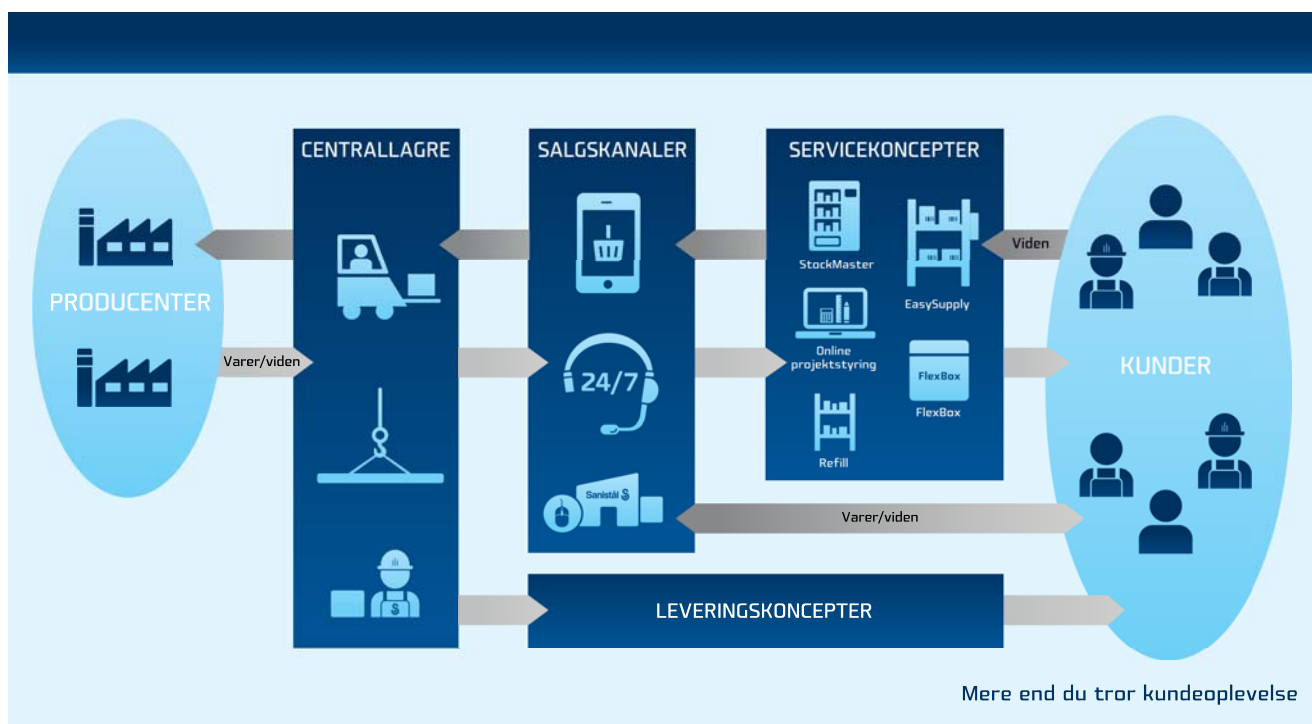 CENTRALLAGRE
SALGSKANALER
SERVICEKONCEPTER
StockMaster
EasySupply
Viden
PRODUCENTER
Varer/viden
24/7
Online
projektstyring
FlexBox
FlexBox
Refill
KUNDER
Sanistål
Varer/viden
$
LEVERINGSKONCEPTER
Mere end du tror kundeoplevelse